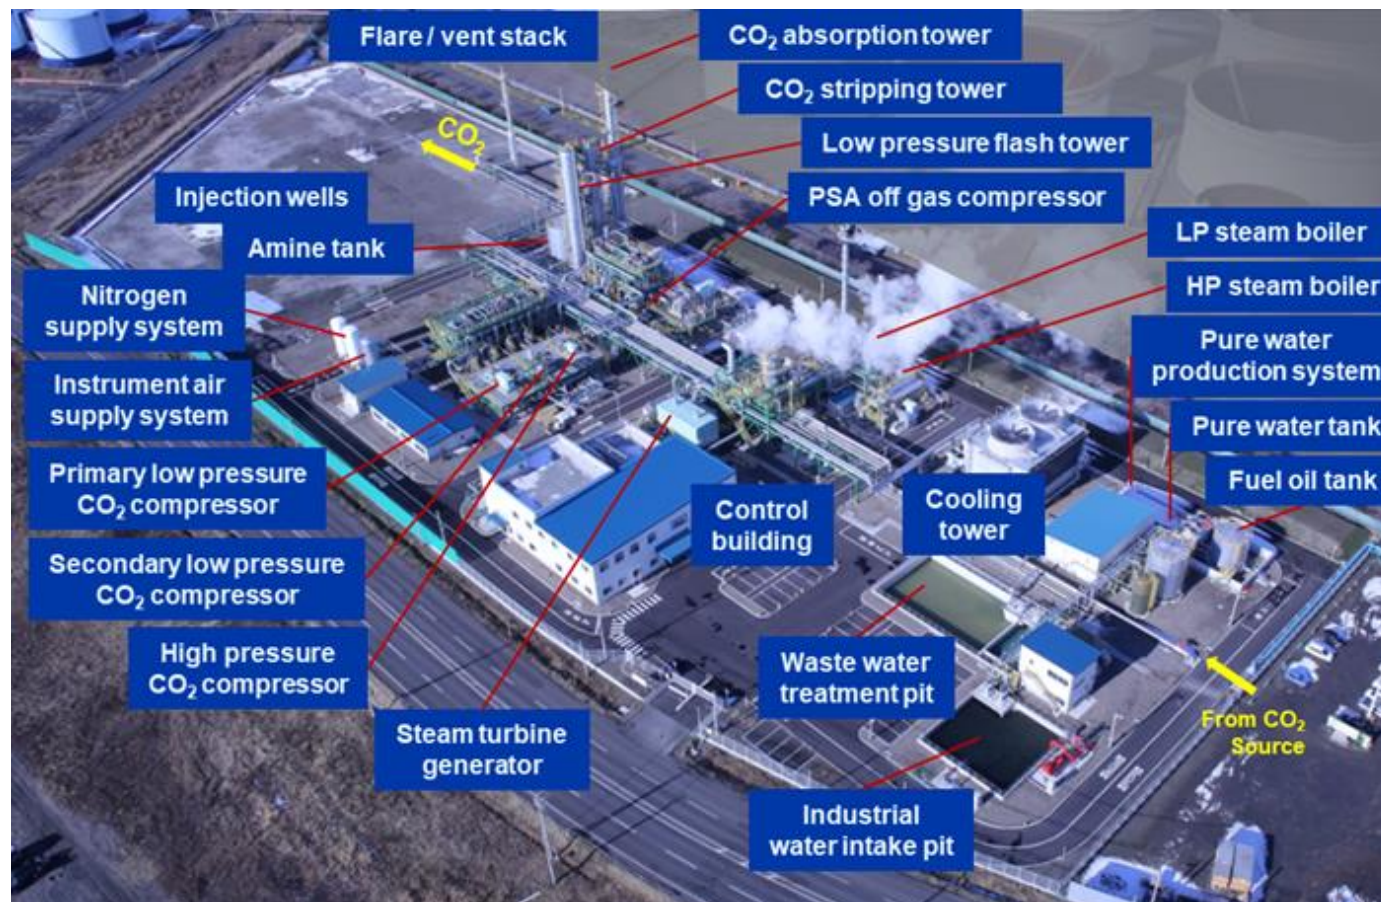 Flare / vent stack
CO₂ absorption tower
CO₂ stripping tower
Low pressure flash tower
PSA off gas compressor
CO₂
Injection wells
Amine tank
LP steam boiler
HP steam boiler
Nitrogen
supply system
Pure water
production system
Instrument air
supply system
Pure water tank
Fuel oil tank
Primary low pressure
CO₂ compressor
Control
building
Cooling
tower
Secondary low pressure
CO₂ compressor
High pressure
CO₂ compressor
Waste water
treatment pit
Steam turbine
generator
From CO₂
Source
Industrial
water intake pit